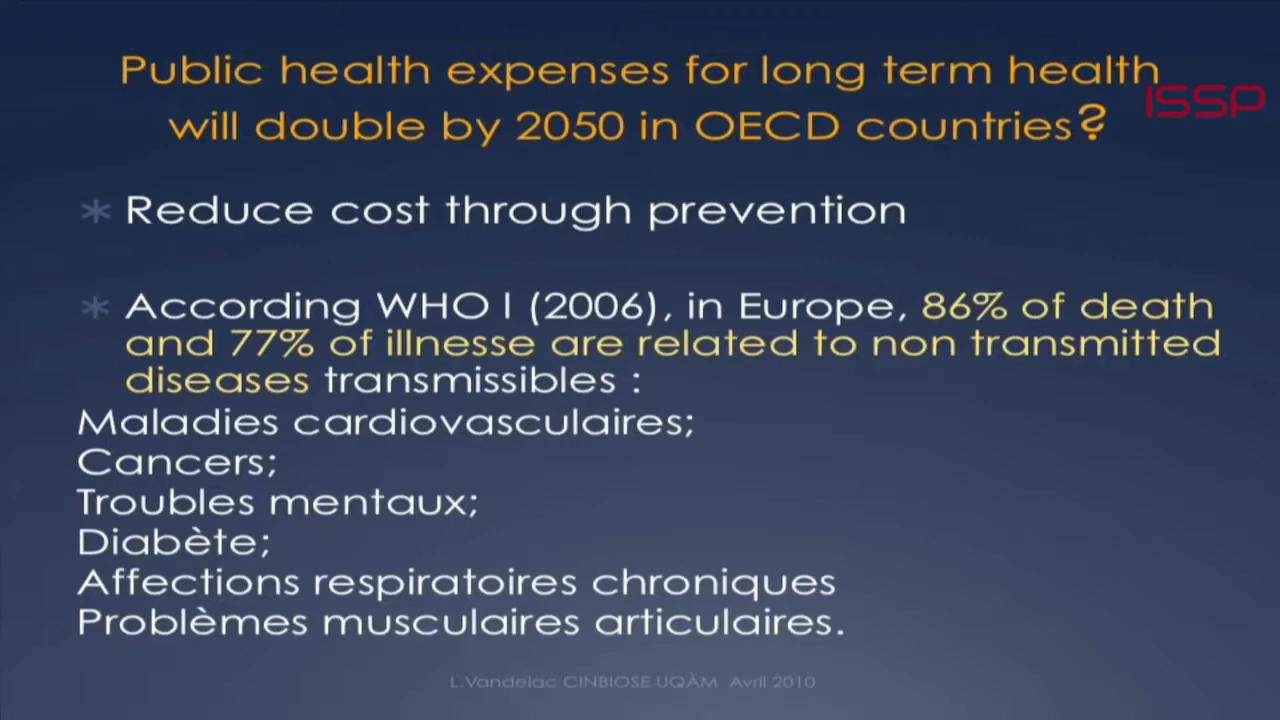 Public health expenses for long term health
will double by 2050 in OECD countries?
ISSP
* Reduce cost through prevention
* According WHO I (2006), in Europe, 86% of death
and 77% of illnesse are related to non transmitted
diseases transmissibles :
Maladies cardiovasculaires;
Cancers;
Troubles mentaux;
Diabète;
Affections respiratoires chroniques
Problèmes musculaires articulaires.
L.Vandelac CINBIOSE UQÀM Avril 2010